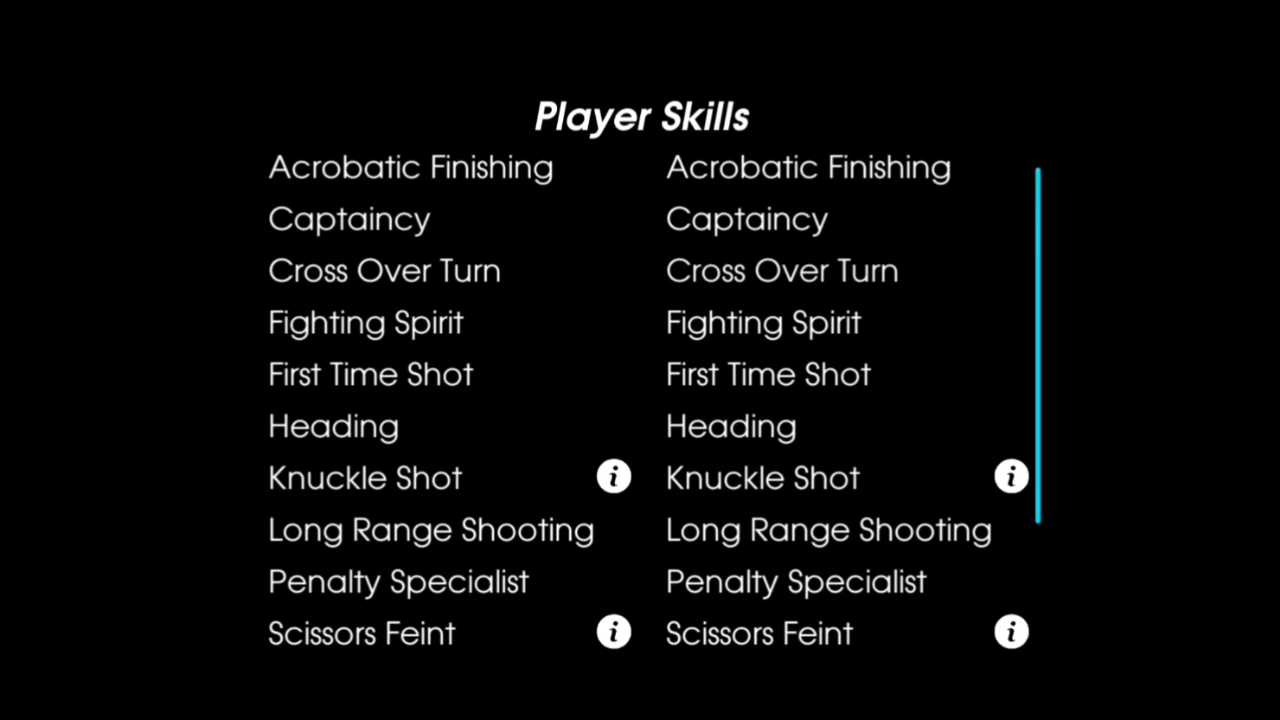 Player Skills
Acrobatic Finishing Acrobatic Finishing
Captaincy Captaincy
Cross Over Turn Cross Over Turn
Fighting Spirit Fighting Spirit
First Time Shot First Time Shot
Heading Heading
Knuckle Shot i Knuckle Shot i
Long Range Shooting Long Range Shooting
Penalty Specialist Penalty Specialist
Scissors Feint i Scissors Feint i